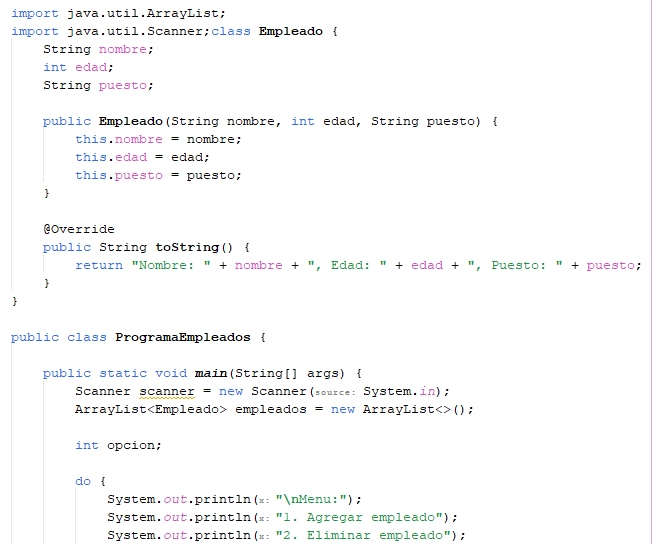 import java.util.ArrayList;
import java.util.Scanner;class Empleado {
String nombre;
int edad;
String puesto;
public Empleado(String nombre, int edad, String puesto) {
this.nombre = nombre;
this.edad = edad;
this.puesto = puesto;
}
@Override
public String toString() {
return "Nombre: " + nombre + ", Edad: " + edad + ", Puesto: " + puesto;
}
}
public class ProgramaEmpleados {
public static void main(String[] args) {
Scanner scanner = new Scanner(source: System.in);
ArrayList<Empleado> empleados = new ArrayList<>();
int opcion;
do {
System.out.println(x: "\nMenu:");
System.out.println(x: "1. Agregar empleado");
System.out.println(x: "2. Eliminar empleado");